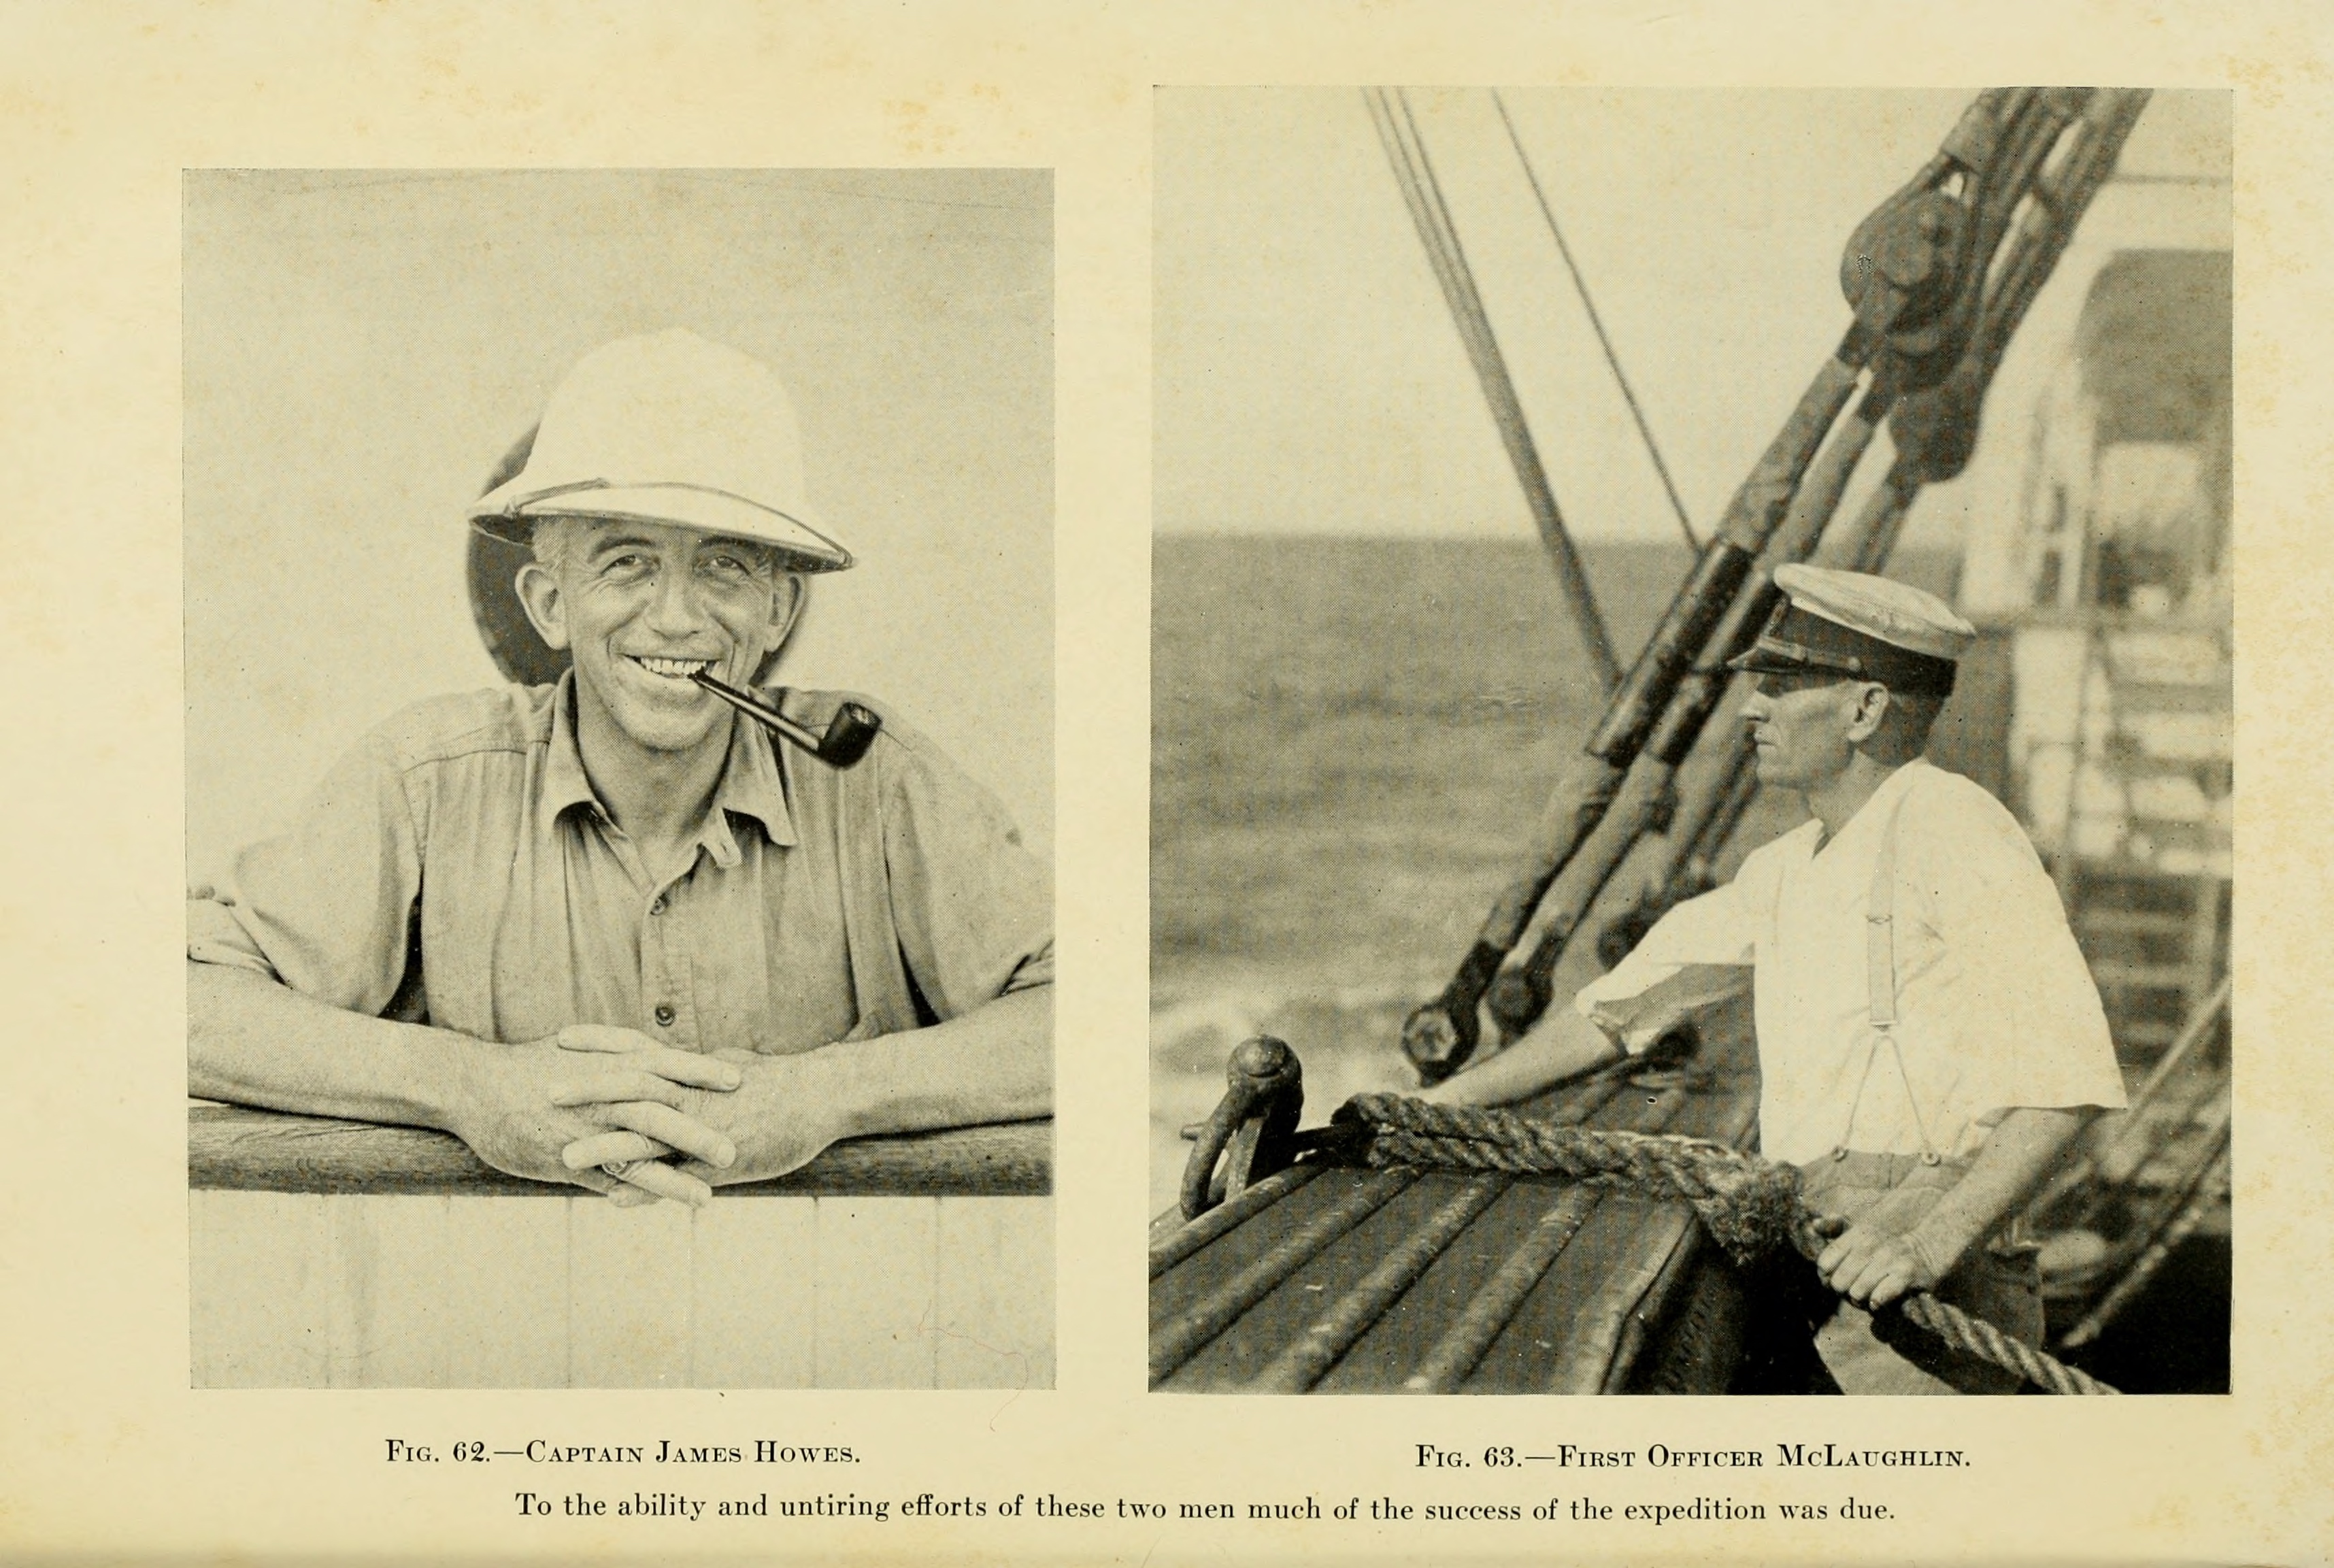 Fig. 62.—Captain James Howes.
Fig. 63.—First Officer McLaughlin.
To the ability and untiring efforts of these two men much of the success of the expedition was due.